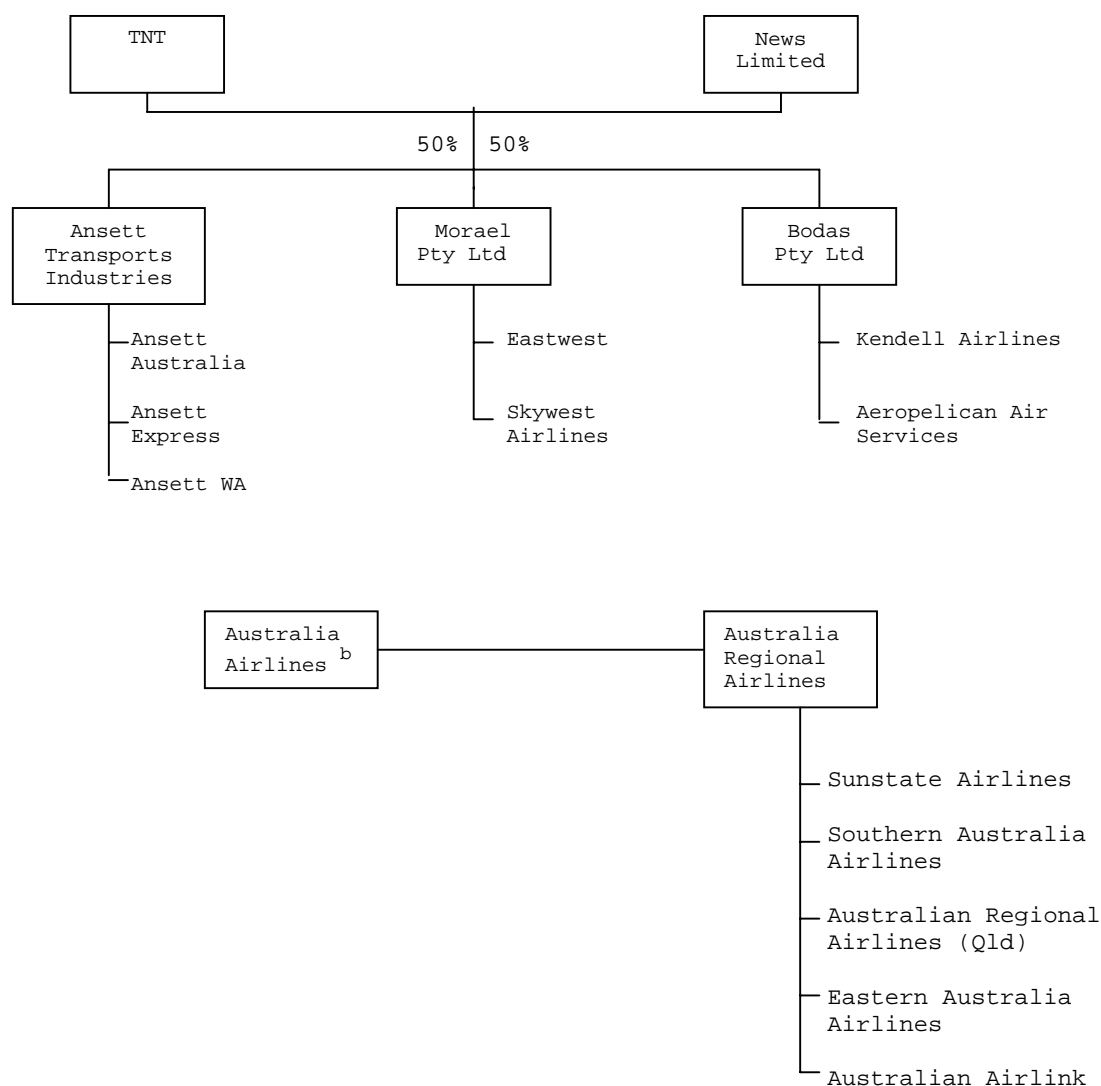 TNT
News
Limited
50% 50%
Ansett
Transports
Industries
Morael
Pty Ltd
Bodas
Pty Ltd
Ansett
Australia
Ansett
Express
Ansett WA
Eastwest
Skywest
Airlines
Kendell Airlines
Aeropelican Air
Services
Australia
Airlines b
Australia
Regional
Airlines
Sunstate Airlines
Southern Australia
Airlines
Australian Regional
Airlines (Qld)
Eastern Australia
Airlines
Australian Airlink